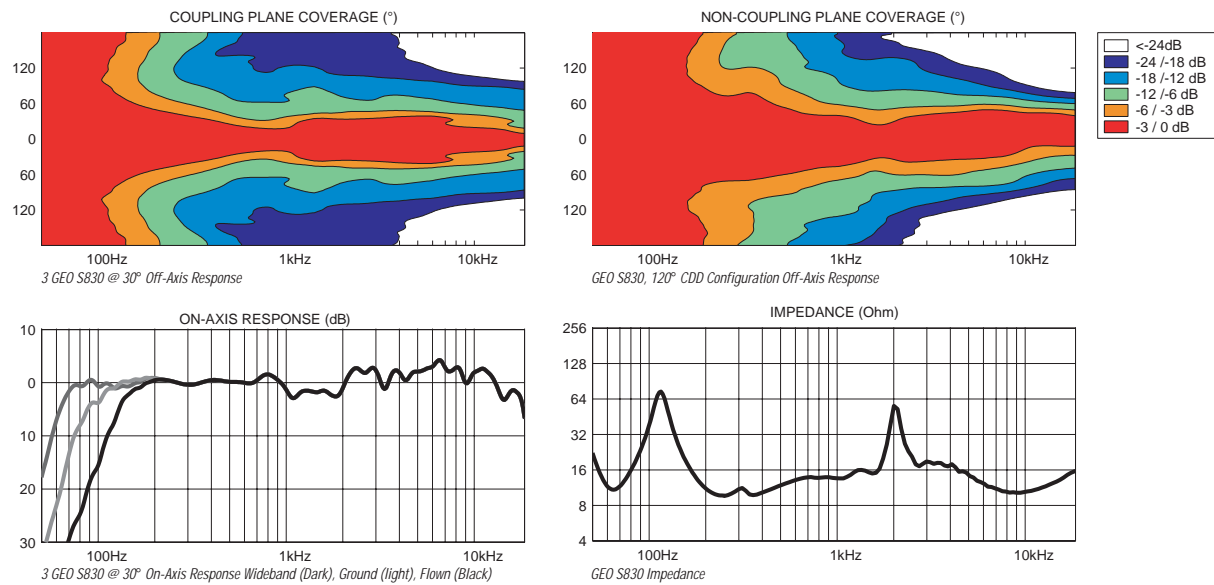 COUPLING PLANE COVERAGE (°)
120
60
0
60
120
100Hz 1kHz 10kHz
3 GEO S830 @ 30° Off-Axis Response
NON-COUPLING PLANE COVERAGE (°)
120
60
0
60
120
100Hz 1kHz 10kHz
GEO S830, 120° CDD Configuration Off-Axis Response
<-24dB
-24 /-18 dB
-18 /-12 dB
-12 /-6 dB
-6 /-3 dB
-3 / 0 dB
ON-AXIS RESPONSE (dB)
10
0
10
20
30
100Hz 1kHz 10kHz
3 GEO S830 @ 30° On-Axis Response Wideband (Dark), Ground (light), Flown (Black)
IMPEDANCE (Ohm)
256
128
64
32
16
8
4
100Hz 1kHz 10kHz
GEO S830 Impedance